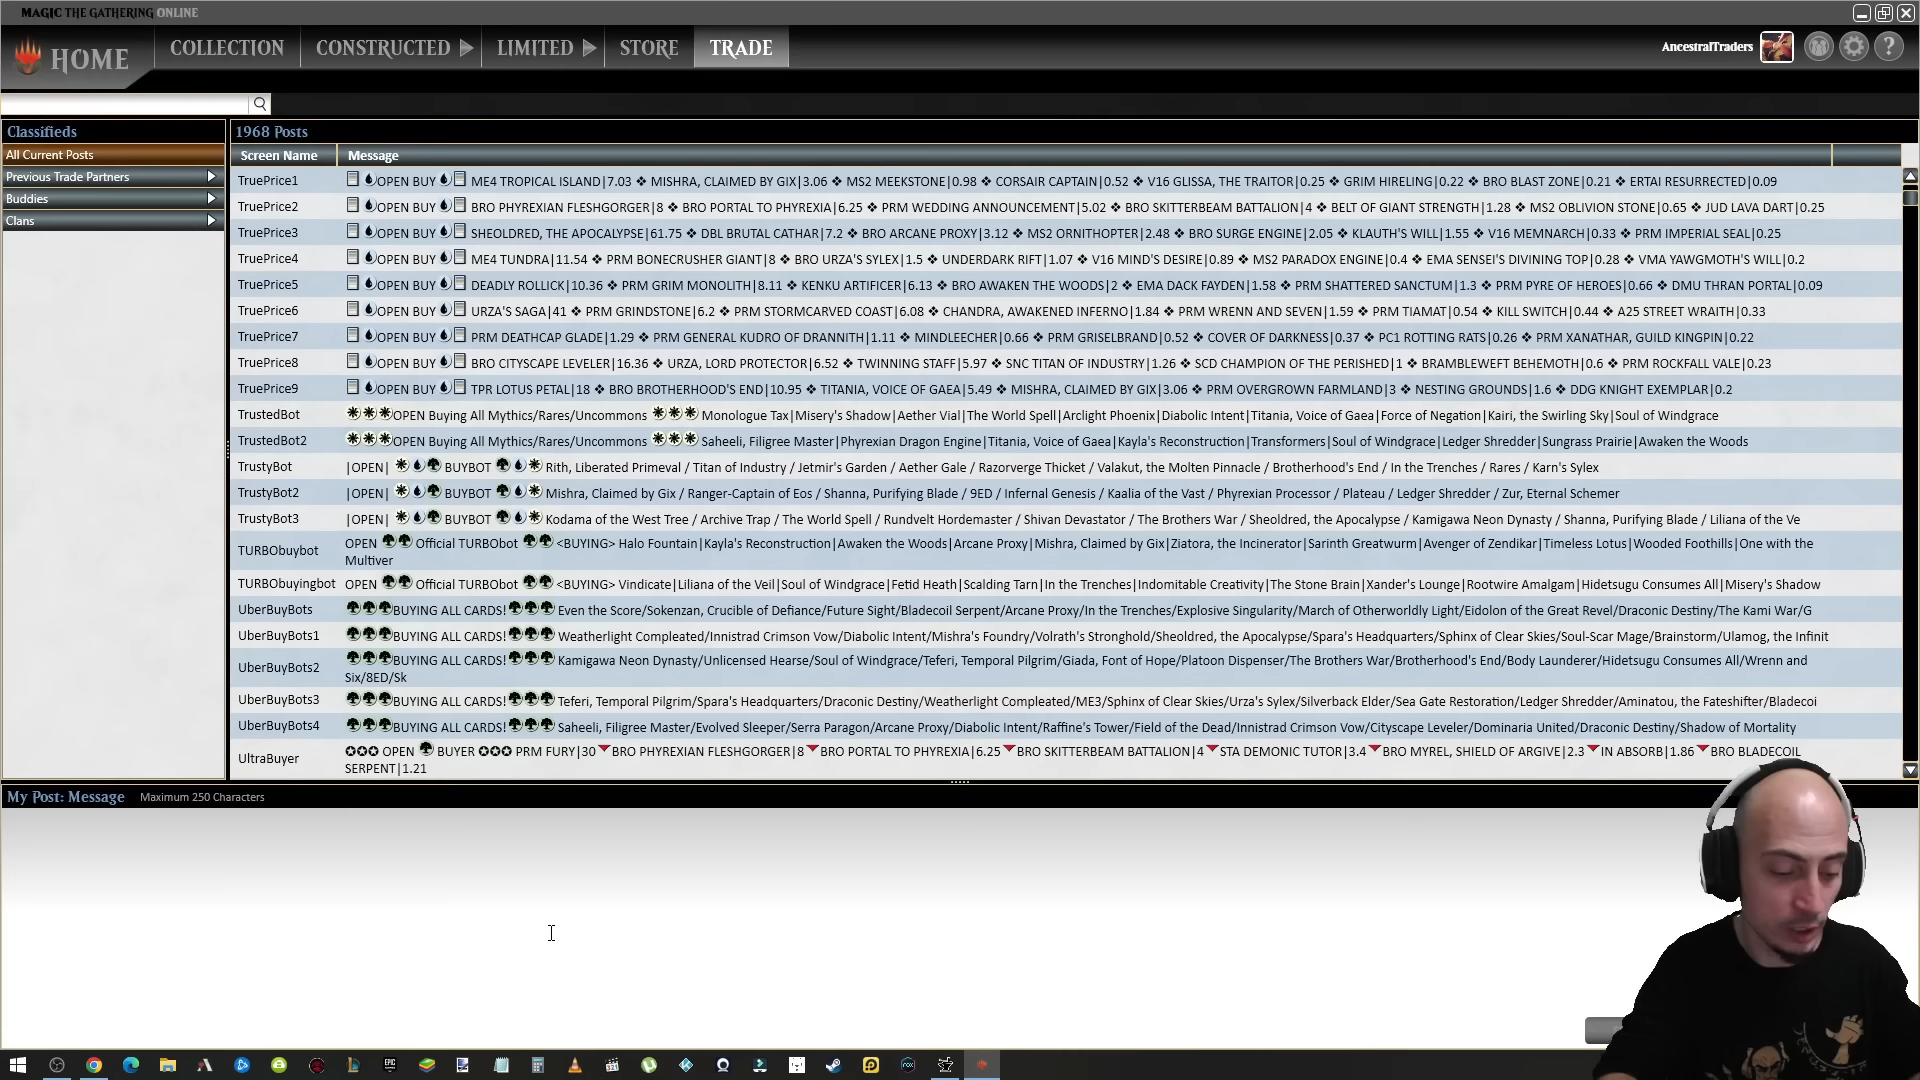 MAGIC THE GATHERING ONLINE
HOME
COLLECTION
CONSTRUCTED
LIMITED
STORE
TRADE
AncestralTraders
?
Classifieds
All Current Posts
Previous Trade Partners
Buddies
Clans
1968 Posts
Screen Name Message
TruePrice1 OPEN BUY ME4 TROPICAL ISLAND|7.03 ❖ MISHRA, CLAIMED BY GIX|3.06 ❖ MS2 MEEKSTONE|0.98 ❖ CORSAIR CAPTAIN|0.52 ❖ V16 GLISSA, THE TRAITOR|0.25 ❖ GRIM HIRELING|0.22 ❖ BRO BLAST ZONE|0.21 ❖ ERTAI RESURRECTED|0.09
TruePrice2 OPEN BUY BRO PHYREXIAN FLESHGORGER|8 ❖ BRO PORTAL TO PHYREXIA|6.25 ❖ PRM WEDDING ANNOUNCEMENT|5.02 ❖ BRO SKITTERBEAM BATTALION|4 ❖ BELT OF GIANT STRENGTH|1.28 ❖ MS2 OBLIVION STONE|0.65 ❖ JUD LAVA DART|0.25
TruePrice3 OPEN BUY SHEOLDRED, THE APOCALYPSE|61.75 ❖ DBL BRUTAL CATHAR|7.2 ❖ BRO ARCANE PROXY|3.12 ❖ MS2 ORNITHOPTER|2.48 ❖ BRO SURGE ENGINE|2.05 ❖ KLAUTH'S WILL|1.55 ❖ V16 MEMNARCH|0.33 ❖ PRM IMPERIAL SEAL|0.25
TruePrice4 OPEN BUY ME4 TUNDRA|11.54 ❖ PRM BONECRUSHER GIANT|8 ❖ BRO URZA'S SYLEX|1.5 ❖ UNDERDARK RIFT|1.07 ❖ V16 MIND'S DESIRE|0.89 ❖ MS2 PARADOX ENGINE|0.4 ❖ EMA SENSEI'S DIVINING TOP|0.28 ❖ VMA YAWGMOTH'S WILL|0.2
TruePrice5 OPEN BUY DEADLY ROLLICK|10.36 ❖ PRM GRIM MONOLITH|8.11 ❖ KENKU ARTIFICER|6.13 ❖ BRO AWAKEN THE WOODS|2 ❖ EMA DACK FAYDEN|1.58 ❖ PRM SHATTERED SANCTUM|1.3 ❖ PRM PYRE OF HEROES|0.66 ❖ DMU THRAN PORTAL|0.09
TruePrice6 OPEN BUY URZA'S SAGA|41 ❖ PRM GRINDSTONE|6.2 ❖ PRM STORMCARVED COAST|6.08 ❖ CHANDRA, AWAKENED INFERNO|1.84 ❖ PRM WRENN AND SEVEN|1.59 ❖ PRM TIAMAT|0.54 ❖ KILL SWITCH|0.44 ❖ A25 STREET WRAITH|0.33
TruePrice7 OPEN BUY PRM DEATHCAP GLADE|1.29 ❖ PRM GENERAL KUDRO OF DRANNITH|1.11 ❖ MINDLEECHER|0.66 ❖ PRM GRISELBRAND|0.52 ❖ COVER OF DARKNESS|0.37 ❖ PC1 ROTTING RATS|0.26 ❖ PRM XANATHAR, GUILD KINGPIN|0.22
TruePrice8 OPEN BUY BRO CITYSCAPE LEVELER|16.36 ❖ URZA, LORD PROTECTOR|6.52 ❖ TWINNING STAFF|5.97 ❖ SNC TITAN OF INDUSTRY|1.26 ❖ SCD CHAMPION OF THE PERISHED|1 ❖ BRAMBLEWEFT BEHEMOTH|0.6 ❖ PRM ROCKFALL VALE|0.23
TruePrice9 OPEN BUY TPR LOTUS PETAL|18 ❖ BRO BROTHERHOOD'S END|10.95 ❖ TITANIA, VOICE OF GAEA|5.49 ❖ MISHRA, CLAIMED BY GIX|3.06 ❖ PRM OVERGROWN FARMLAND|3 ❖ NESTING GROUNDS|1.6 ❖ DDG KNIGHT EXEMPLAR|0.2
TrustedBot OPEN Buying All Mythics/Rares/Uncommons Monologue Tax|Misery's Shadow|Aether Vial|The World Spell|Arclight Phoenix|Diabolic Intent|Titania, Voice of Gaea|Force of Negation|Kairi, the Swirling Sky|Soul of Windgrace
TrustedBot2 OPEN Buying All Mythics/Rares/Uncommons Saheeli, Filigree Master|Phyrexian Dragon Engine|Titania, Voice of Gaea|Kayla's Reconstruction|Transformers|Soul of Windgrace|Ledger Shredder|Sungrass Prairie|Awaken the Woods
TrustyBot |OPEN| BUYBOT Rith, Liberated Primeval / Titan of Industry / Jetmir's Garden / Aether Gale / Razorverge Thicket / Valakut, the Molten Pinnacle / Brotherhood's End / In the Trenches / Rares / Karn's Sylex
TrustyBot2 |OPEN| BUYBOT Mishra, Claimed by Gix / Ranger-Captain of Eos / Shanna, Purifying Blade / 9ED / Infernal Genesis / Kaalia of the Vast / Phyrexian Processor / Plateau / Ledger Shredder / Zur, Eternal Schemer
TrustyBot3 |OPEN| BUYBOT Kodama of the West Tree / Archive Trap / The World Spell / Rundvelt Hordemaster / Shivan Devastator / The Brothers War / Sheoldred, the Apocalypse / Kamigawa Neon Dynasty / Shanna, Purifying Blade / Liliana of the Ve
TURBObuybot OPEN Official TURBObot <BUYING> Halo Fountain|Kayla's Reconstruction|Awaken the Woods|Arcane Proxy|Mishra, Claimed by Gix|Ziatora, the Incinerator|Sarinth Greatwurm|Avenger of Zendikar|Timeless Lotus|Wooded Foothills|One with the
Multiver
TURBObuyingbot OPEN Official TURBObot <BUYING> Vindicate|Liliana of the Veil|Soul of Windgrace|Fetid Heath|Scalding Tarn|In the Trenches|Indomitable Creativity|The Stone Brain|Xander's Lounge|Rootwire Amalgam|Hidetsugu Consumes All|Misery's Shadow
UberBuyBots BUYING ALL CARDS! Even the Score/Sokenzan, Crucible of Defiance/Future Sight/Bladecoil Serpent/Arcane Proxy/In the Trenches/Explosive Singularity/March of Otherworldly Light/Eidolon of the Great Revel/Draconic Destiny/The Kami War/G
UberBuyBots1 BUYING ALL CARDS! Weatherlight Compleated/Innistrad Crimson Vow/Diabolic Intent/Mishra's Foundry/Volrath's Stronghold/Sheoldred, the Apocalypse/Spara's Headquarters/Sphinx of Clear Skies/Soul-Scar Mage/Brainstorm/Ulamog, the Infinit
UberBuyBots2 BUYING ALL CARDS! Kamigawa Neon Dynasty/Unlicensed Hearse/Soul of Windgrace/Teferi, Temporal Pilgrim/Giada, Font of Hope/Platoon Dispenser/The Brothers War/Brotherhood's End/Body Launderer/Hidetsugu Consumes All/Wrenn and
Six/8ED/Sk
UberBuyBots3 BUYING ALL CARDS! Teferi, Temporal Pilgrim/Spara's Headquarters/Draconic Destiny/Weatherlight Compleated/ME3/Sphinx of Clear Skies/Urza's Sylex/Silverback Elder/Sea Gate Restoration/Ledger Shredder/Aminatou, the Fateshifter/Bladecoi
UberBuyBots4 BUYING ALL CARDS! Saheeli, Filigree Master/Evolved Sleeper/Serra Paragon/Arcane Proxy/Diabolic Intent/Raffine's Tower/Field of the Dead/Innistrad Crimson Vow/Cityscape Leveler/Dominaria United/Draconic Destiny/Shadow of Mortality
UltraBuyer OPEN BUYER PRM FURY|30 BRO PHYREXIAN FLESHGORGER|8 BRO PORTAL TO PHYREXIA|6.25 BRO SKITTERBEAM BATTALION|4 STA DEMONIC TUTOR|3.4 BRO MYREL, SHIELD OF ARGIVE|2.3 IN ABSORB|1.86 BRO BLADECOIL
SERPENT|1.21
My Post: Message Maximum 250 Characters